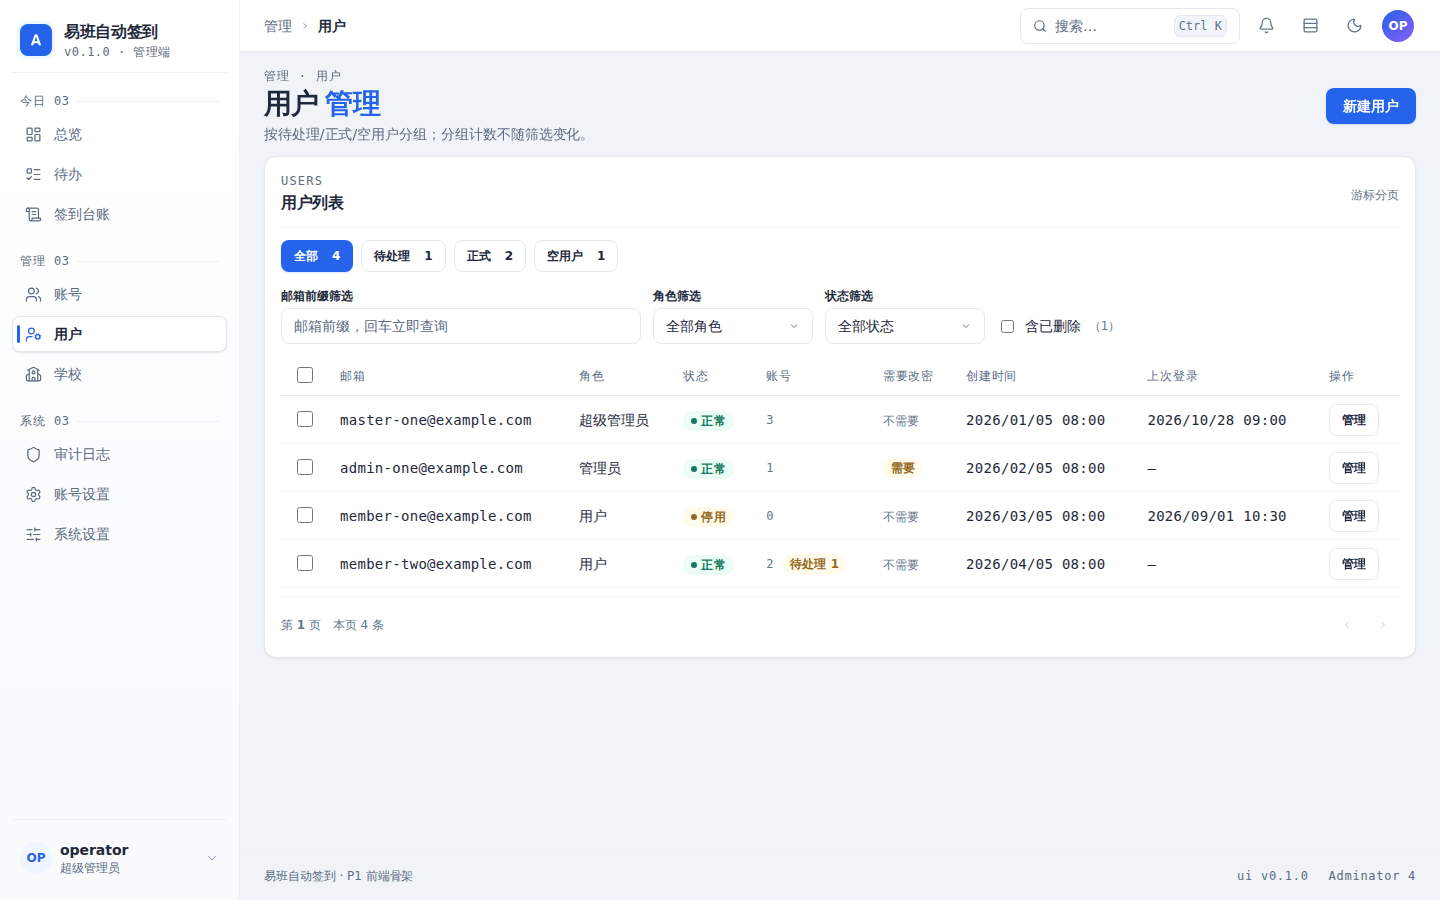 A
易班自动签到
v0.1.0 · 管理端
今日 03
总览
待办
签到台账
管理 03
账号
用户
学校
系统 03
审计日志
账号设置
系统设置
OP
operator
超级管理员
管理 › 用户
搜索… Ctrl K
OP
管理 · 用户
用户 管理
按待处理/正式/空用户分组；分组计数不随筛选变化。
新建用户
USERS
用户列表
游标分页
全部 4 待处理 1 正式 2 空用户 1
邮箱前缀筛选 角色筛选 状态筛选
邮箱前缀，回车立即查询 全部角色 全部状态 含已删除 （1）
邮箱 角色 状态 账号 需要改密 创建时间 上次登录 操作
master-one@example.com 超级管理员 正常 3 不需要 2026/01/05 08:00 2026/10/28 09:00 管理
admin-one@example.com 管理员 正常 1 需要 2026/02/05 08:00 — 管理
member-one@example.com 用户 停用 0 不需要 2026/03/05 08:00 2026/09/01 10:30 管理
member-two@example.com 用户 正常 2 待处理 1 不需要 2026/04/05 08:00 — 管理
第 1 页 本页 4 条 ‹ ›
易班自动签到 · P1 前端骨架
ui v0.1.0 Adminator 4